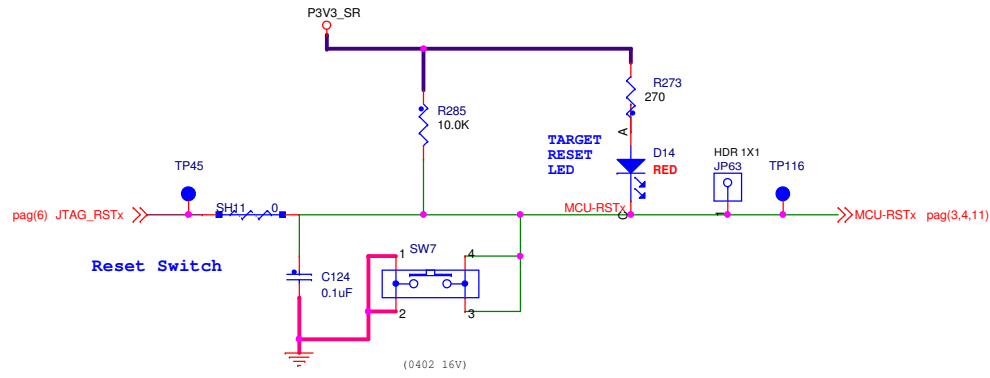 P3V3_SR
R273
270
R285
10.0K
A
TARGET
RESET
LED
D14
RED
HDR 1X1
JP63
TP116
TP45
1
pag(6) JTAG_RSTx
SH11
0
MCU-RSTx
C
MCU-RSTx pag(3,4,11)
Reset Switch
C124
0.1uF
1
SW7
4
2
3
(0402 16V)